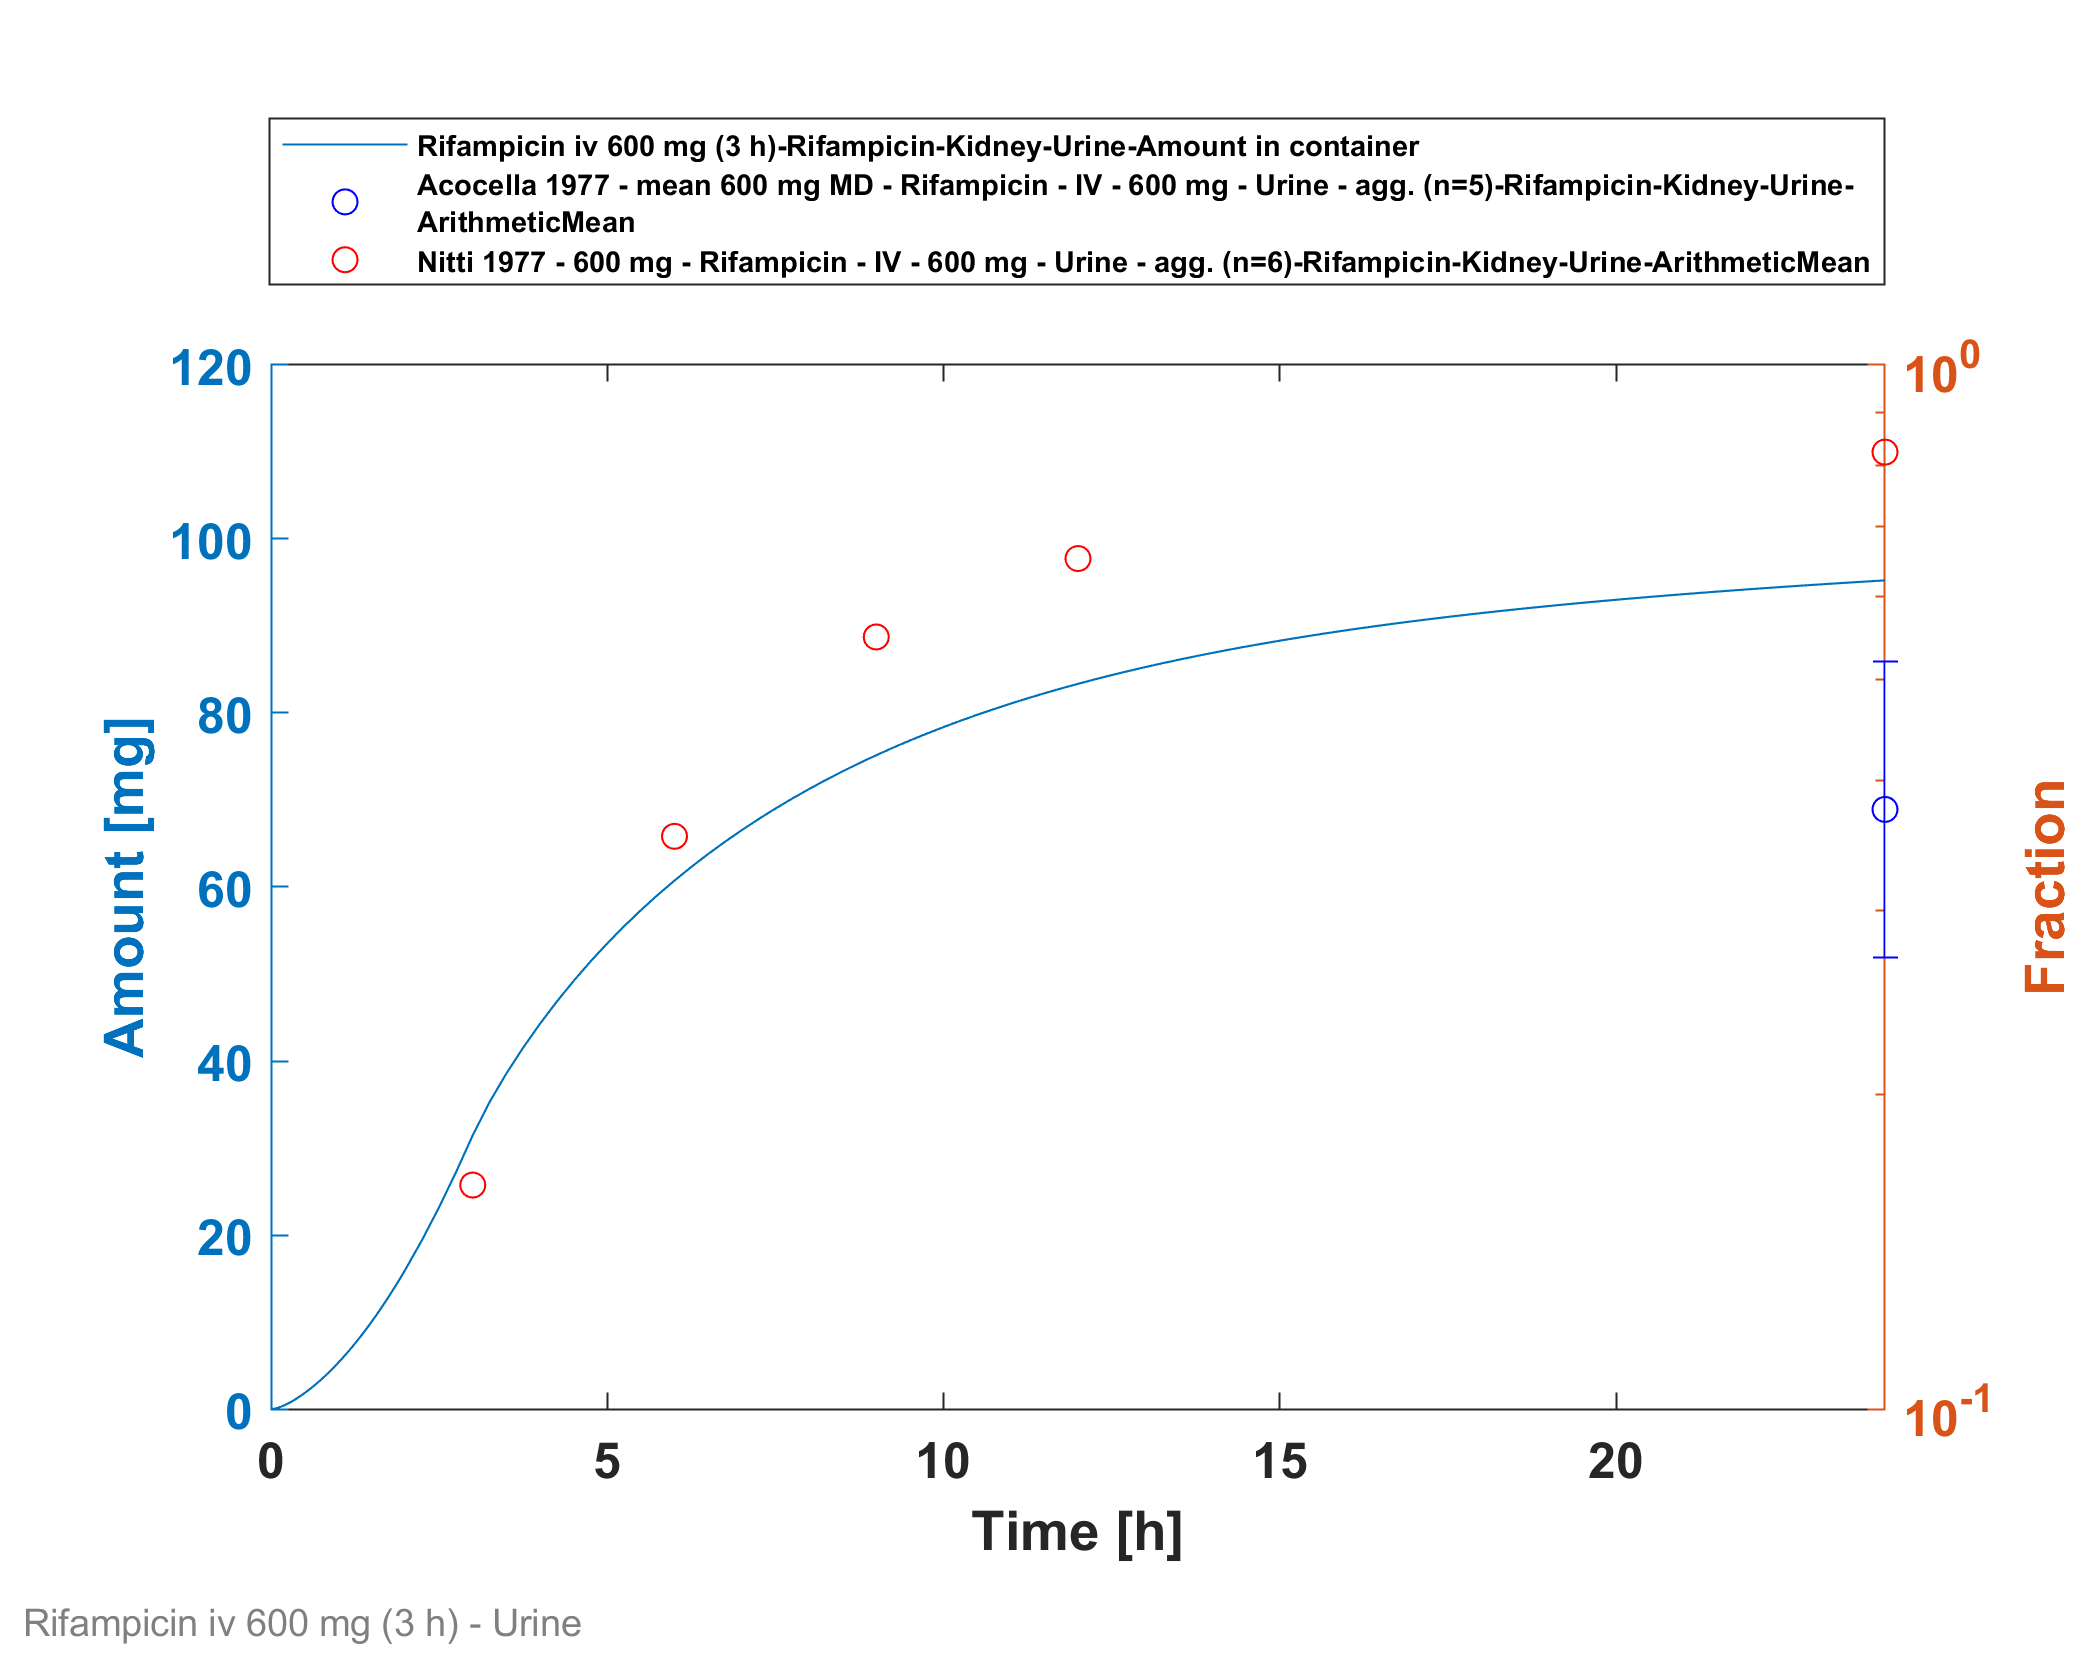 Rifampicin iv 600 mg (3 h)-Rifampicin-Kidney-Urine-Amount in container
Acocella 1977 - mean 600 mg MD - Rifampicin - IV - 600 mg - Urine - agg. (n=5)-Rifampicin-Kidney-Urine-
ArithmeticMean
Nitti 1977 - 600 mg - Rifampicin - IV - 600 mg - Urine - agg. (n=6)-Rifampicin-Kidney-Urine-ArithmeticMean
120
100
80
60
40
20
0
Amount [mg]
10^0
10^-1
Fraction
0 5 10 15 20
Time [h]
Rifampicin iv 600 mg (3 h) - Urine